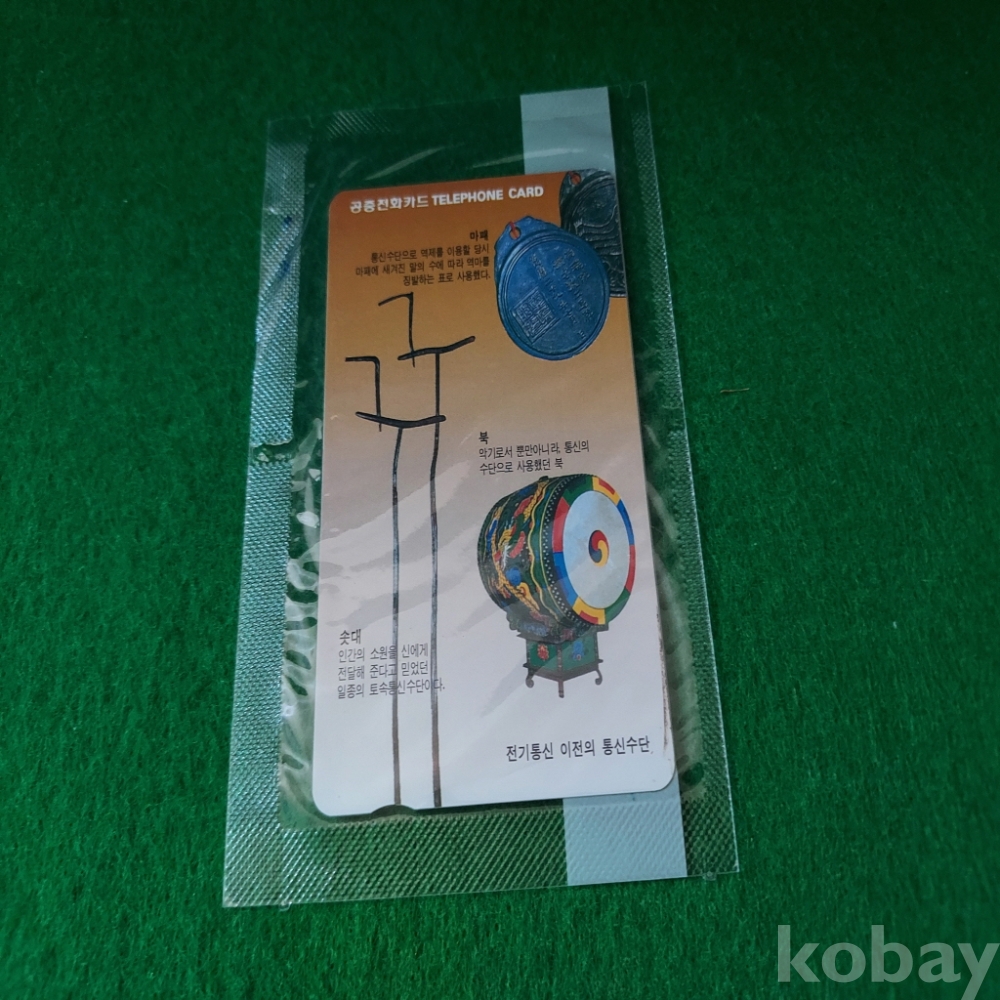 공중전화카드 TELEPHONE CARD
마패
통신수단으로 역제를 이용할 당시
마패에 새겨진 말의 수에 따라 역마를
징발하는 표로 사용했다.
북
악기로서 뿐만아니라, 통신의
수단으로 사용했던 북
솟대
인간의 소원을 신에게
전달해 준다고 믿었던
일종의 토속통신수단이다.
전기통신 이전의 통신수단
kobay